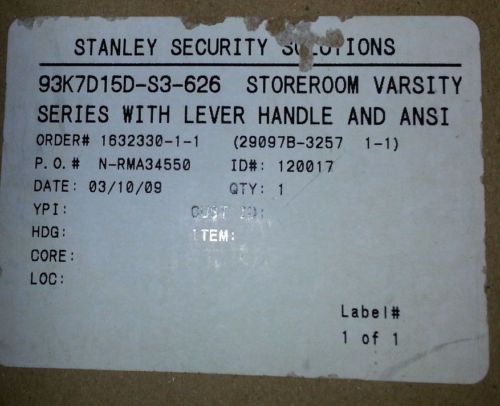 STANLEY SECURITY SOLUTIONS
93K7D15D-S3-626 STOREROOM VARSITY
SERIES WITH LEVER HANDLE AND ANSI
ORDER# 1632330-1-1 (29097B-3257 1-1)
P.O.# N-RMA34550 ID#: 120017
DATE: 03/10/09 QTY: 1
YPI: CUST ID:
HDG: ITEM:
CORE:
LOC:
Label#
1 of 1